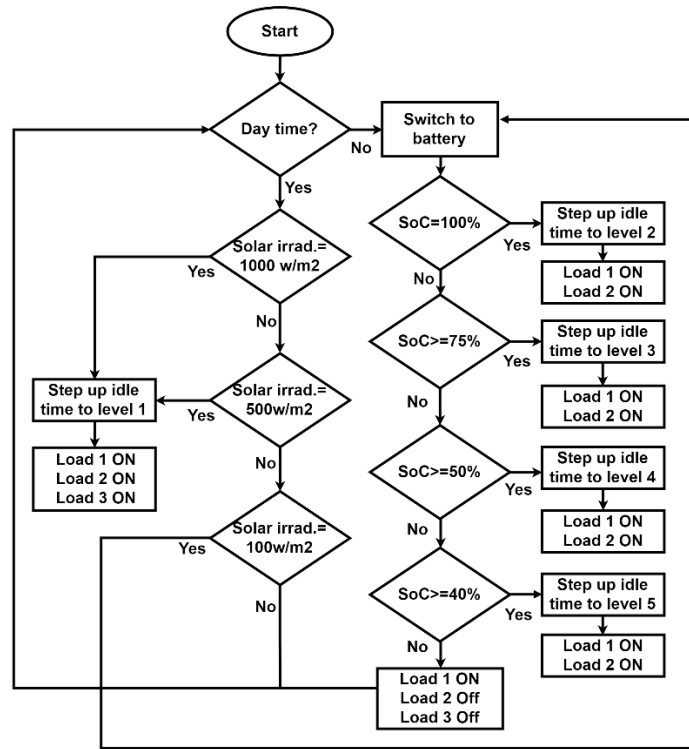 Start
Day time?
No
Yes
Switch to
battery
Solar irrad.=
1000 w/m2
Yes
No
SoC=100%
Yes
No
Step up idle
time to level 2
Load 1 ON
Load 2 ON
SoC>=75%
Yes
No
Step up idle
time to level 3
Load 1 ON
Load 2 ON
Solar irrad.=
500w/m2
Yes
No
Step up idle
time to level 1
Load 1 ON
Load 2 ON
Load 3 ON
SoC>=50%
Yes
No
Step up idle
time to level 4
Load 1 ON
Load 2 ON
Solar irrad.=
100w/m2
Yes
No
SoC>=40%
Yes
No
Step up idle
time to level 5
Load 1 ON
Load 2 ON
Load 1 ON
Load 2 Off
Load 3 Off